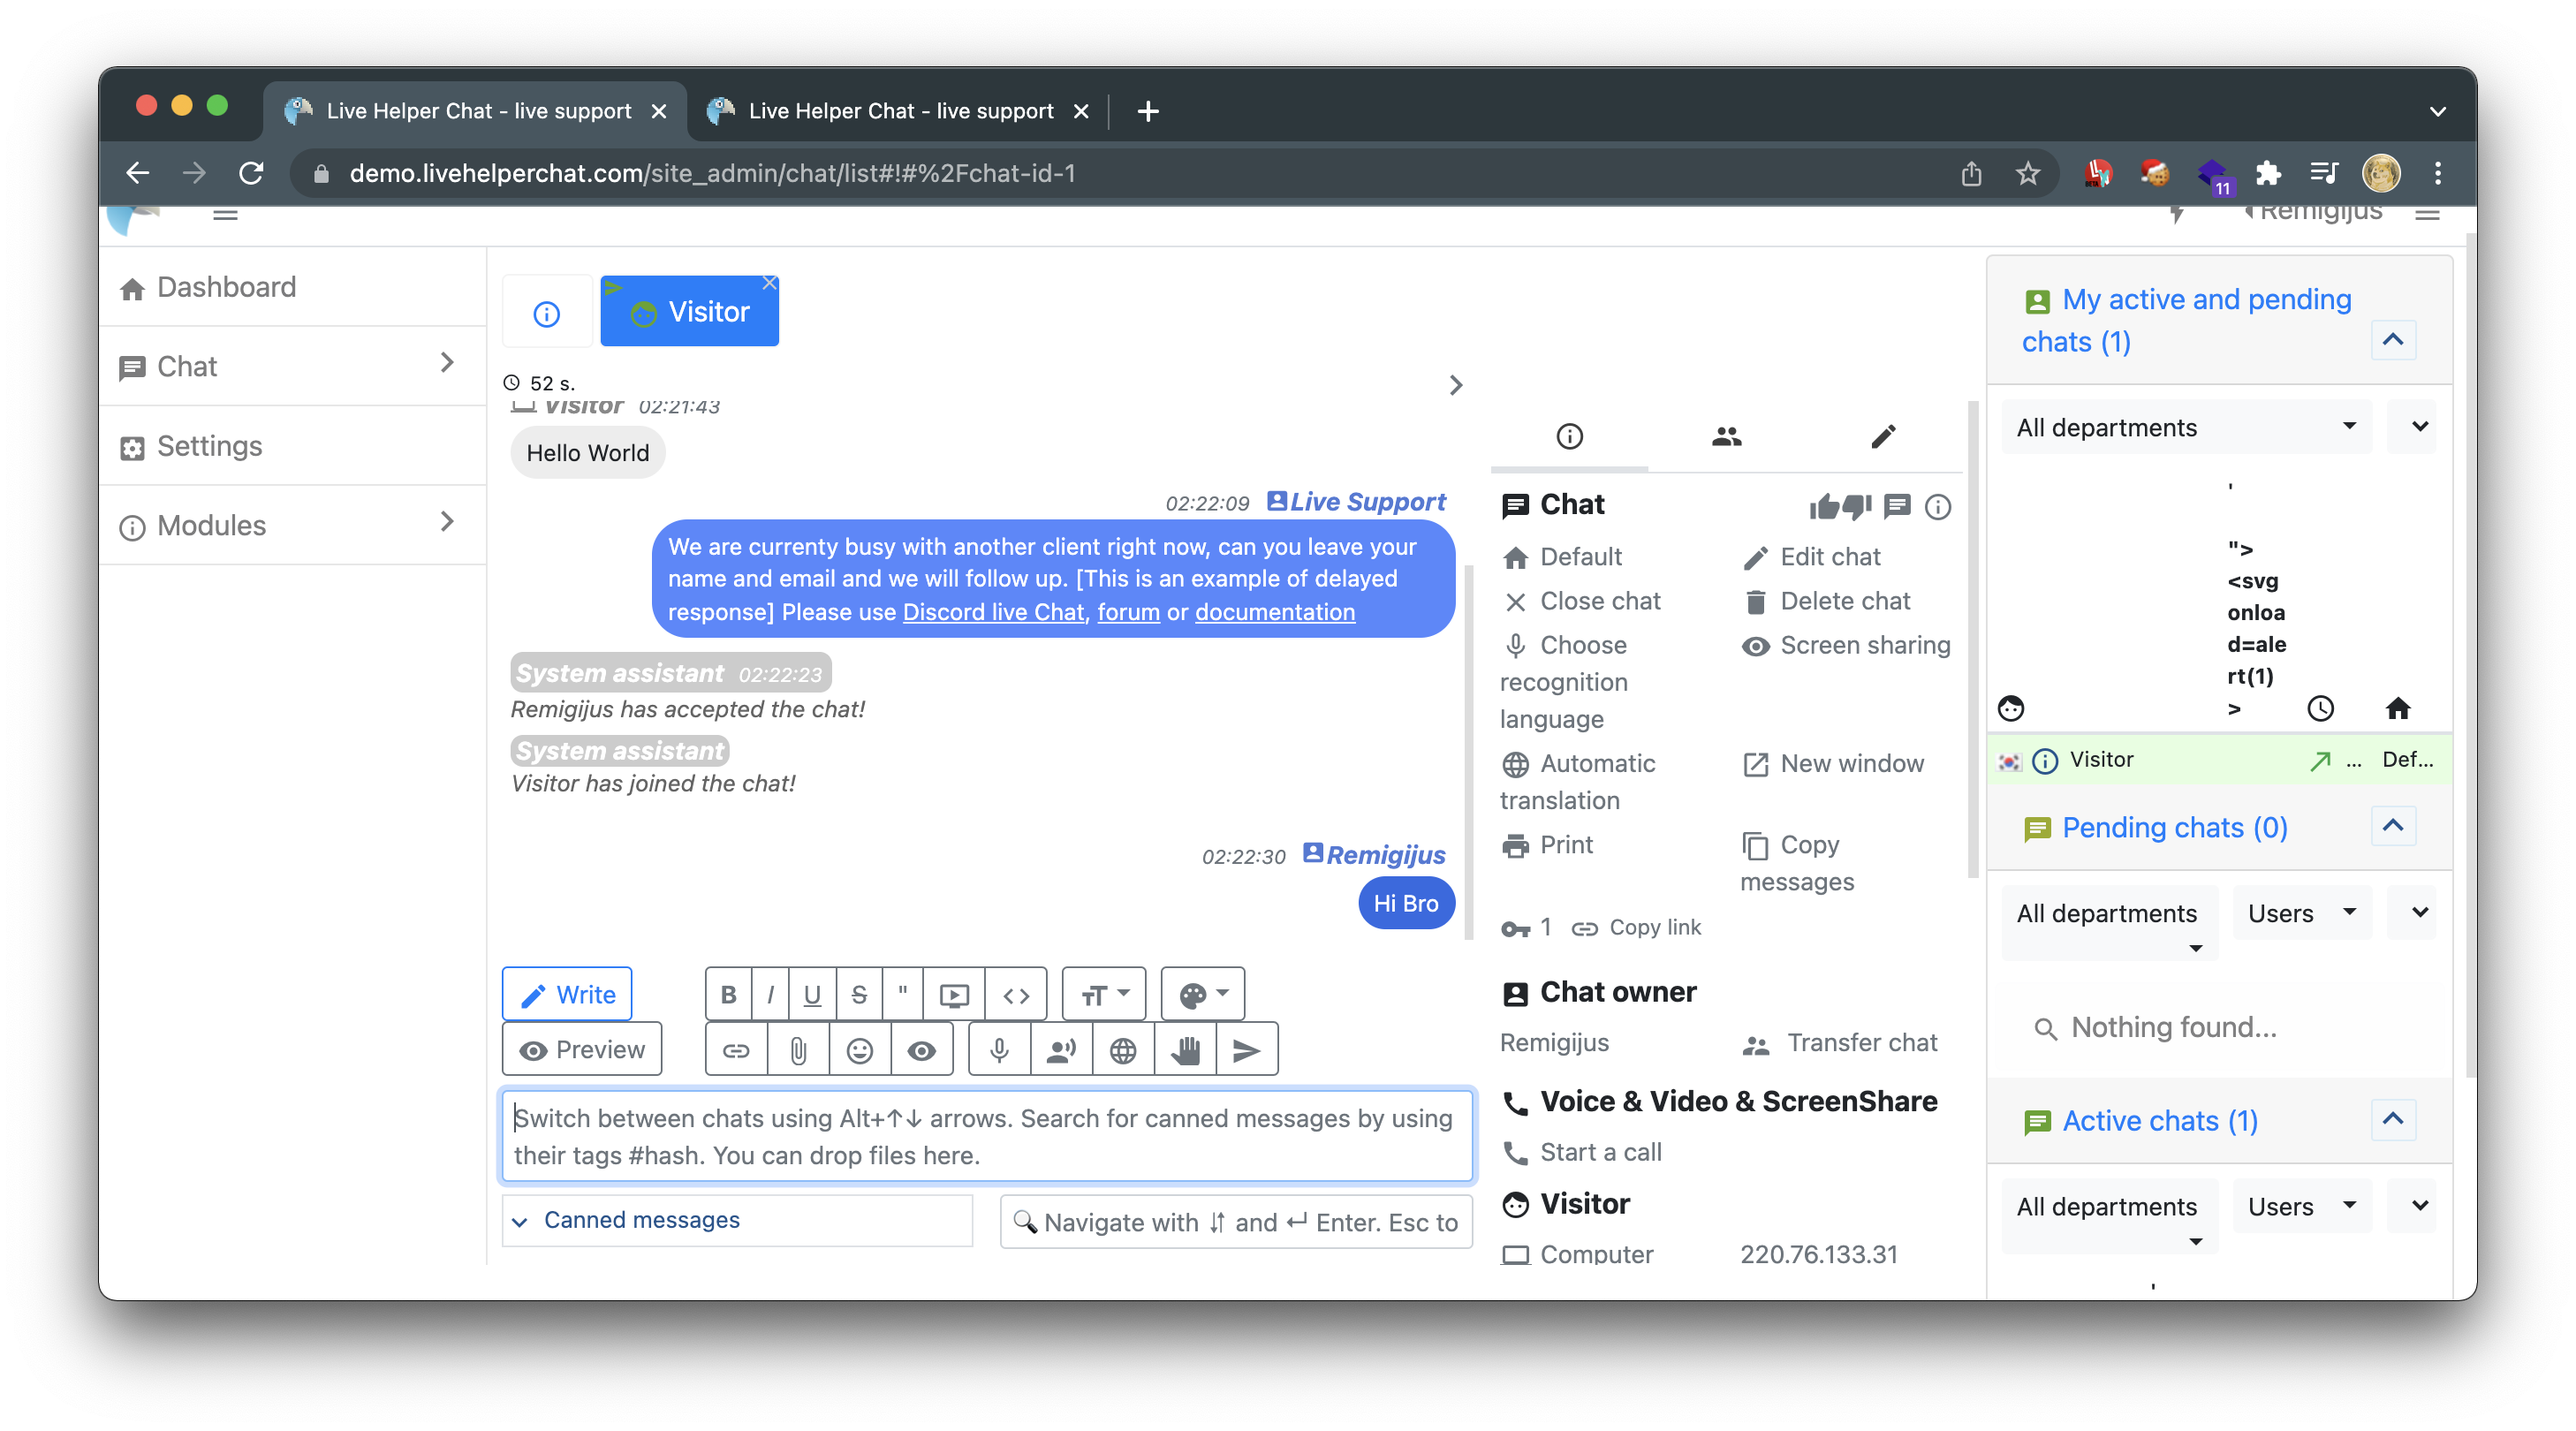 Live Helper Chat - live support
Live Helper Chat - live support
demo.livehelperchat.com/site_admin/chat/list#!#%2Fchat-id-1
11
Remigijus
Dashboard
Chat
Settings
Modules
Visitor
52 s.
Visitor 02:21:43
Hello World
02:22:09 Live Support
We are currenty busy with another client right now, can you leave your
name and email and we will follow up. [This is an example of delayed
response] Please use Discord live Chat, forum or documentation
System assistant 02:22:23
Remigijus has accepted the chat!
System assistant
Visitor has joined the chat!
02:22:30 Remigijus
Hi Bro
Write
B I U S "
Preview
Switch between chats using Alt+↑↓ arrows. Search for canned messages by using
their tags #hash. You can drop files here.
Canned messages
Navigate with ↓↑ and ↵ Enter. Esc to
Chat
Default
Edit chat
Close chat
Delete chat
Choose
recognition
language
Screen sharing
Automatic
translation
New window
Print
Copy
messages
1 Copy link
Chat owner
Remigijus
Transfer chat
Voice & Video & ScreenShare
Start a call
Visitor
Computer
220.76.133.31
My active and pending
chats (1)
All departments
'
">
<svg
onloa
d=ale
rt(1)
>
Visitor ... Def...
Pending chats (0)
All departments Users
Nothing found...
Active chats (1)
All departments Users
'